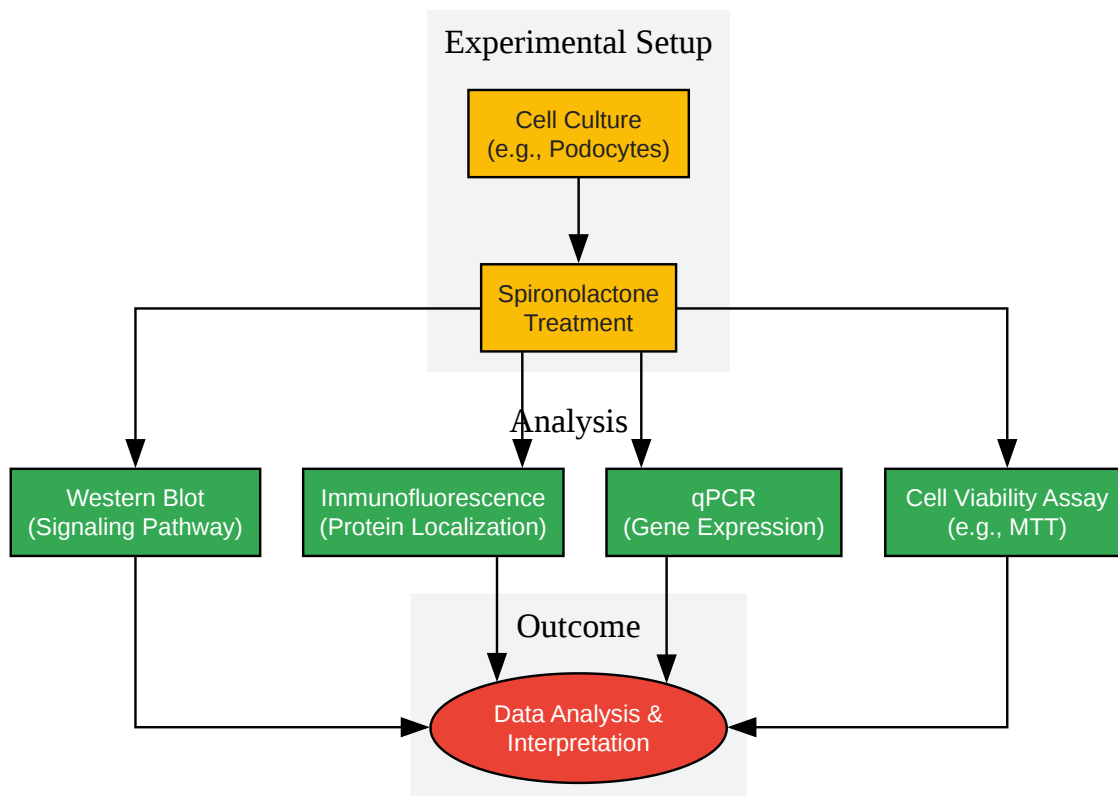 Experimental Setup
Cell Culture
(e.g., Podocytes)
Spironolactone
Treatment
Analysis
Western Blot
(Signaling Pathway)
Immunofluorescence
(Protein Localization)
qPCR
(Gene Expression)
Cell Viability Assay
(e.g., MTT)
Outcome
Data Analysis &
Interpretation